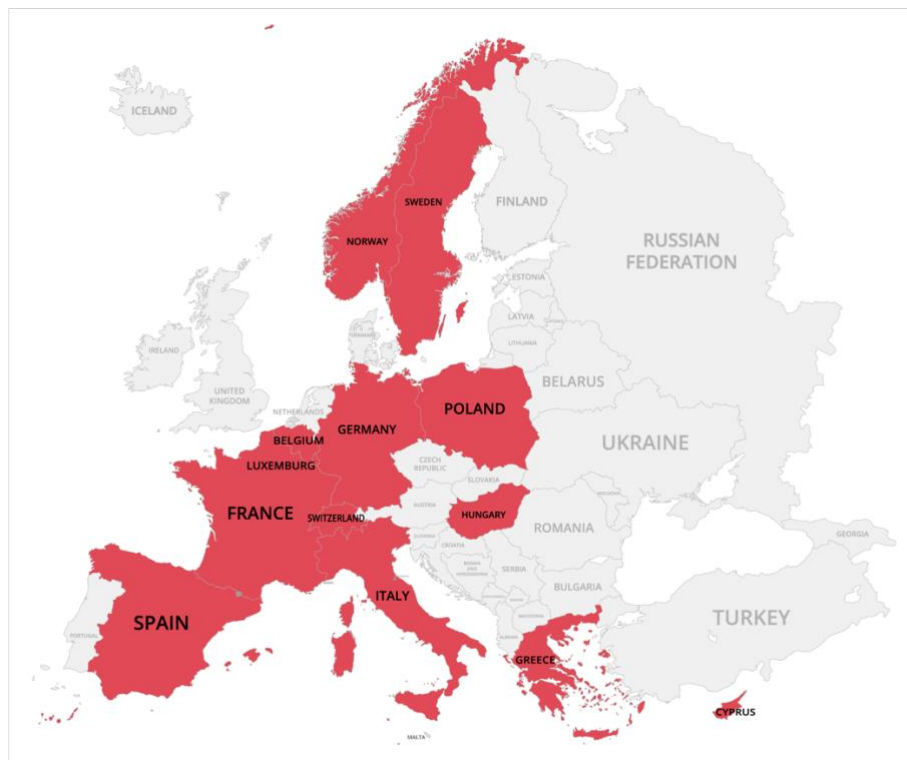 ICELAND
SWEDEN
FINLAND
NORWAY
RUSSIAN
FEDERATION
ESTONIA
LATVIA
LITHUANIA
IRELAND
UNITED
KINGDOM
NETHERLANDS
BELARUS
POLAND
GERMANY
BELGIUM
UKRAINE
LUXEMBURG
CZECH
REPUBLIC
SLOVAKIA
AUSTRIA
FRANCE
SWITZERLAND
HUNGARY
ROMANIA
GEORGIA
CROATIA
SERBIA
BULGARIA
ITALY
SPAIN
PORTUGAL
TURKEY
GREECE
CYPRUS
MALTA